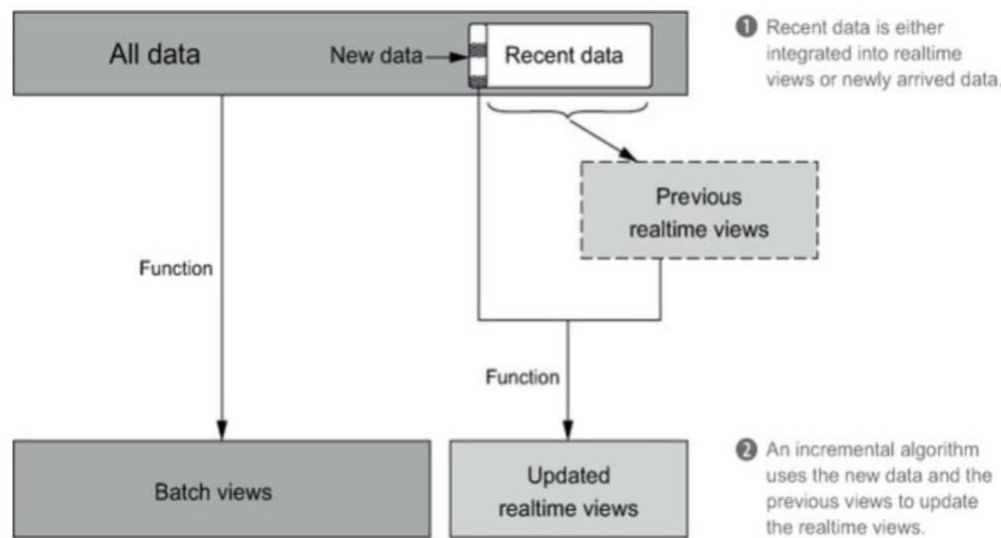 All data
New data
Recent data
❶ Recent data is either
integrated into realtime
views or newly arrived data.
Previous
realtime views
Function
Function
Batch views
Updated
realtime views
❷ An incremental algorithm
uses the new data and the
previous views to update
the realtime views.